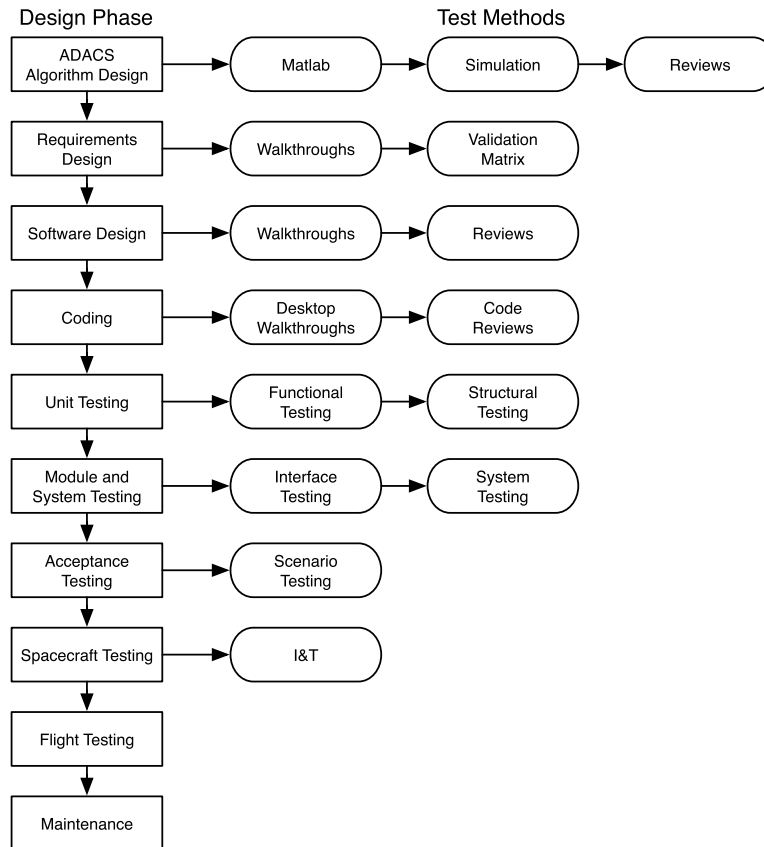 Design Phase
Test Methods
ADACS
Algorithm Design
Matlab
Simulation
Reviews
Requirements
Design
Walkthroughs
Validation
Matrix
Software Design
Walkthroughs
Reviews
Coding
Desktop
Walkthroughs
Code
Reviews
Unit Testing
Functional
Testing
Structural
Testing
Module and
System Testing
Interface
Testing
System
Testing
Acceptance
Testing
Scenario
Testing
Spacecraft Testing
I&T
Flight Testing
Maintenance